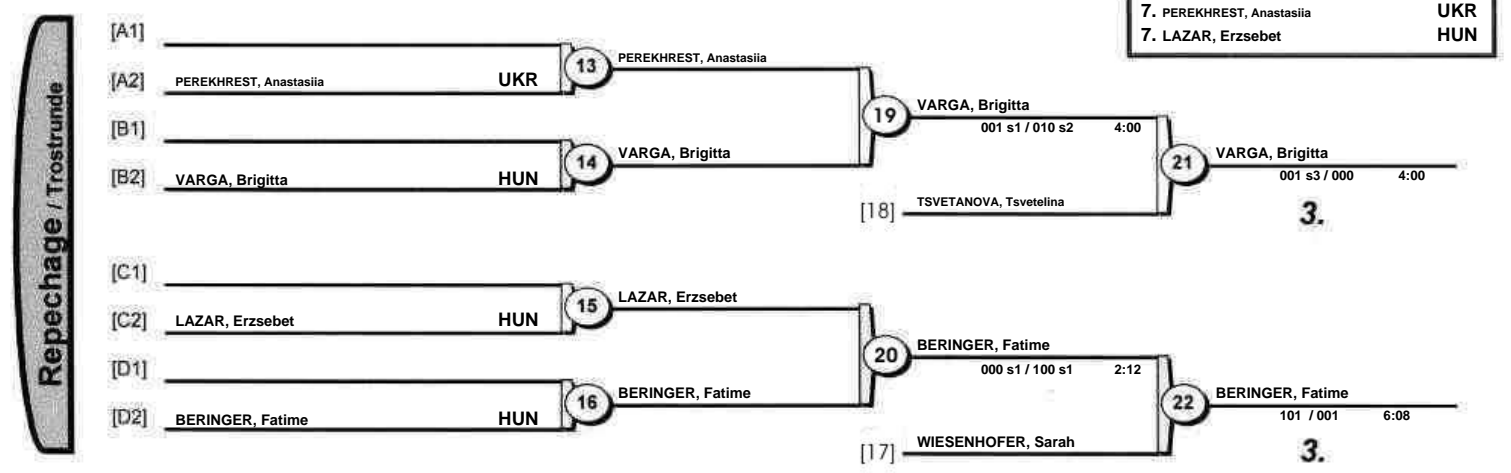 7. PEREKHREST, Anastasiia UKR
7. LAZAR, Erzsebet HUN
Repechage / Trostrunde
[A1]
[A2] PEREKHREST, Anastasiia UKR
13 PEREKHREST, Anastasiia
[B1]
[B2] VARGA, Brigitta HUN
14 VARGA, Brigitta
19 VARGA, Brigitta
001 s1 / 010 s2 4:00
[18] TSVETANOVA, Tsvetelina
21 VARGA, Brigitta
001 s3 / 000 4:00
3.
[C1]
[C2] LAZAR, Erzsebet HUN
15 LAZAR, Erzsebet
[D1]
[D2] BERINGER, Fatime HUN
16 BERINGER, Fatime
20 BERINGER, Fatime
000 s1 / 100 s1 2:12
[17] WIESENHOFER, Sarah
22 BERINGER, Fatime
101 / 001 6:08
3.